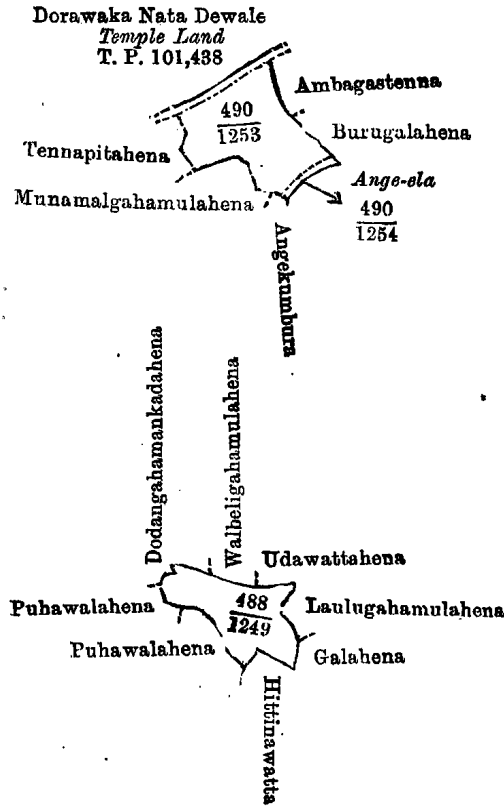 Dorawaka Nata Dewale
Temple Land
T. P. 101,438
Ambagastenna
490
1253
Burugalahena
Tennapitahena
Ange-ela
Munamalgahamulahena
490
1254
Angekumbura
Dodangahamankadahena
Walbeligahamulahena
Udawattahena
Puhawalahena
488
1249
Laulugahamulahena
Puhawalahena
Galahena
Hittinawatta